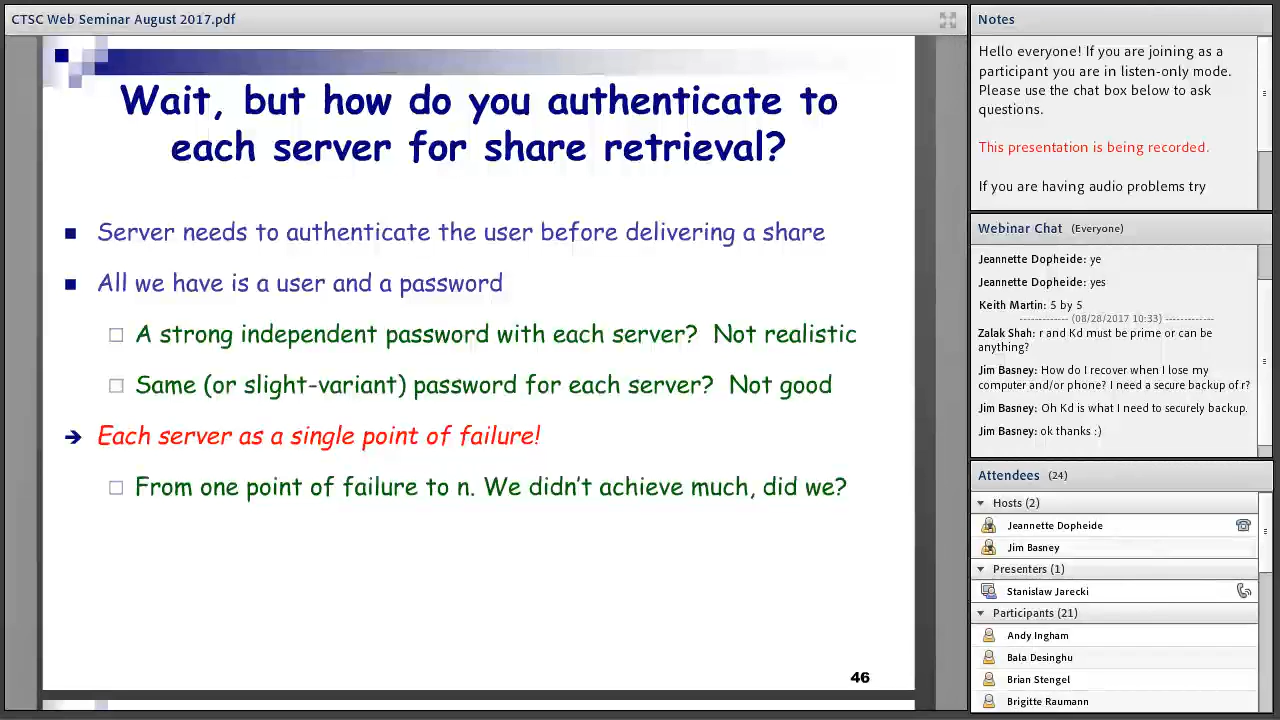 CTSC Web Seminar August 2017.pdf
Wait, but how do you authenticate to
each server for share retrieval?
Server needs to authenticate the user before delivering a share
All we have is a user and a password
A strong independent password with each server? Not realistic
Same (or slight-variant) password for each server? Not good
Each server as a single point of failure!
From one point of failure to n. We didn't achieve much, did we?
46
Notes
Hello everyone! If you are joining as a
participant you are in listen-only mode.
Please use the chat box below to ask
questions.
This presentation is being recorded.
If you are having audio problems try
Webinar Chat (Everyone)
Jeannette Dopheide: ye
Jeannette Dopheide: yes
Keith Martin: 5 by 5
------------ (08/28/2017 10:33) -------------
Zalak Shah: r and Kd must be prime or can be
anything?
Jim Basney: How do I recover when I lose my
computer and/or phone? I need a secure backup of r?
Jim Basney: Oh Kd is what I need to securely backup.
Jim Basney: ok thanks :)
Attendees (24)
Hosts (2)
Jeannette Dopheide
Jim Basney
Presenters (1)
Stanislaw Jarecki
Participants (21)
Andy Ingham
Bala Desinghu
Brian Stengel
Brigitte Raumann